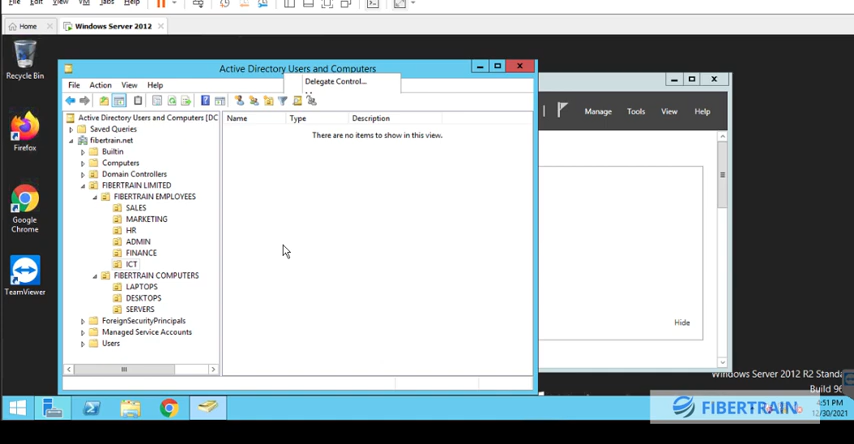 File Edit View VM Tabs Help
Home
Windows Server 2012
Recycle Bin
Firefox
Google
Chrome
TeamViewer
Active Directory Users and Computers
File Action View Help
Delegate Control...
Active Directory Users and Computers [DC
Saved Queries
fibertrain.net
Builtin
Computers
Domain Controllers
FIBERTRAIN LIMITED
FIBERTRAIN EMPLOYEES
SALES
MARKETING
HR
ADMIN
FINANCE
ICT
FIBERTRAIN COMPUTERS
LAPTOPS
DESKTOPS
SERVERS
ForeignSecurityPrincipals
Managed Service Accounts
Users
Name Type Description
There are no items to show in this view.
Manage Tools View Help
Hide
Windows Server 2012 R2 Standa
Build 96
FIBERTRAIN
4:51 PM
12/30/2021